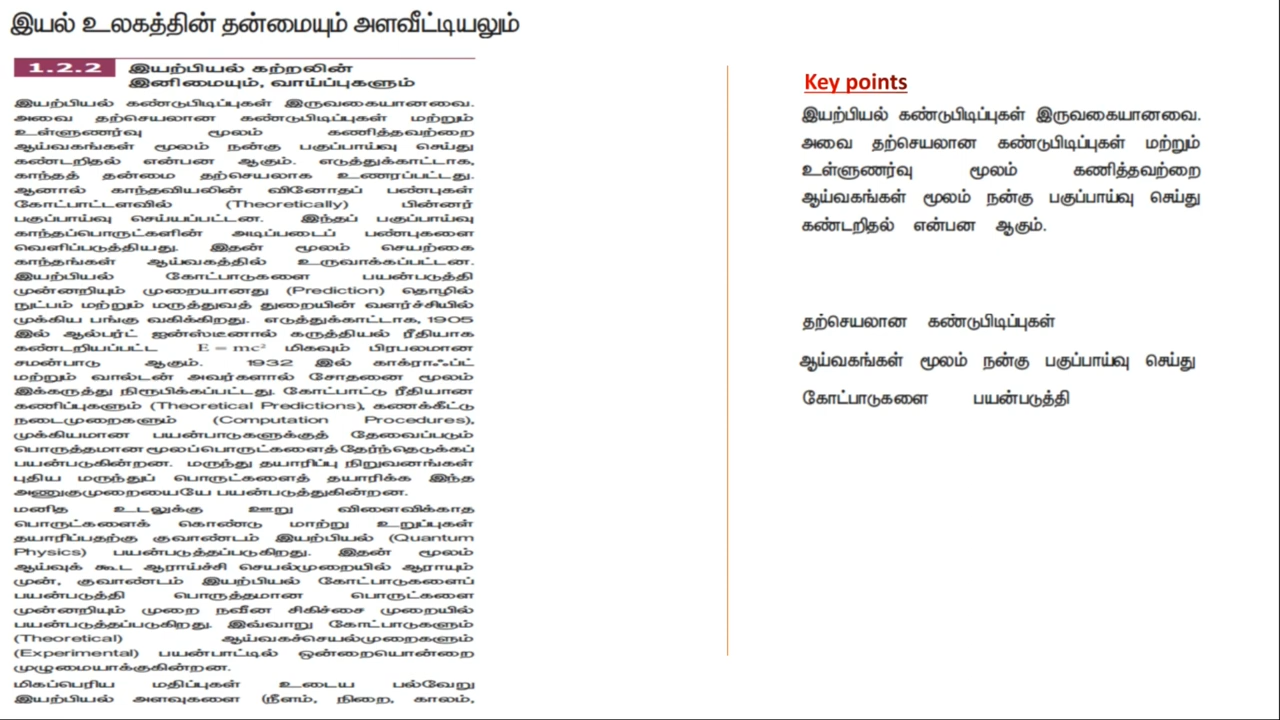 இயல் உலகத்தின் தன்மையும் அளவீட்டியலும்
1.2.2 இயற்பியல் கற்றலின்
இனிமையும், வாய்ப்புகளும்
இயற்பியல் கண்டுபிடிப்புகள் இருவகையானவை.
அவை தற்செயலான கண்டுபிடிப்புகள் மற்றும்
உள்ளுணர்வு மூலம் கணித்தவற்றை
ஆய்வகங்கள் மூலம் நன்கு பகுப்பாய்வு செய்து
கண்டறிதல் என்பன ஆகும். எடுத்துக்காட்டாக,
காந்தத் தன்மை தற்செயலாக உணரப்பட்டது.
ஆனால் காந்தவியலின் வினோதப் பண்புகள்
கோட்பாட்டளவில் (Theoretically) பின்னர்
பகுப்பாய்வு செய்யப்பட்டன. இந்தப் பகுப்பாய்வு
காந்தப்பொருட்களின் அடிப்படைப் பண்புகளை
வெளிப்படுத்தியது. இதன் மூலம் செயற்கை
காந்தங்கள் ஆய்வகத்தில் உருவாக்கப்பட்டன.
இயற்பியல் கோட்பாடுகளை பயன்படுத்தி
முன்னறியும் முறையானது (Prediction) தொழில்
நுட்பம் மற்றும் மருத்துவத் துறையின் வளர்ச்சியில்
முக்கிய பங்கு வகிக்கிறது. எடுத்துக்காட்டாக, 1905
இல் ஆல்பர்ட் ஐன்ஸ்டீனால் கருத்தியல் ரீதியாக
கண்டறியப்பட்ட E = mc² மிகவும் பிரபலமான
சமன்பாடு ஆகும். 1932 இல் காக்ராஃப்ட்
மற்றும் வால்டன் அவர்களால் சோதனை மூலம்
இக்கருத்து நிரூபிக்கப்பட்டது. கோட்பாட்டு ரீதியான
கணிப்புகளும் (Theoretical Predictions), கணக்கீட்டு
நடைமுறைகளும் (Computation Procedures),
முக்கியமான பயன்பாடுகளுக்குத் தேவைப்படும்
பொருத்தமான மூலப்பொருட்களைத் தேர்ந்தெடுக்கப்
பயன்படுகின்றன. மருந்து தயாரிப்பு நிறுவனங்கள்
புதிய மருந்துப் பொருட்களைத் தயாரிக்க இந்த
அணுகுமுறையையே பயன்படுத்துகின்றன.
மனித உடலுக்கு ஊறு விளைவிக்காத
பொருட்களைக் கொண்டு மாற்று உறுப்புகள்
தயாரிப்பதற்கு குவாண்டம் இயற்பியல் (Quantum
Physics) பயன்படுத்தப்படுகிறது. இதன் மூலம்
ஆய்வுக் கூட ஆராய்ச்சி செயல்முறையில் ஆராயும்
முன், குவாண்டம் இயற்பியல் கோட்பாடுகளைப்
பயன்படுத்தி பொருத்தமான பொருட்களை
முன்னறியும் முறை நவீன சிகிச்சை முறையில்
பயன்படுத்தப்படுகிறது. இவ்வாறு கோட்பாடுகளும்
(Theoretical) ஆய்வகச்செயல்முறைகளும்
(Experimental) பயன்பாட்டில் ஒன்றையொன்றை
முழுமையாக்குகின்றன.
மிகப்பெரிய மதிப்புகள் உடைய பல்வேறு
இயற்பியல் அளவுகளை (நீளம், நிறை, காலம்,
Key points
இயற்பியல் கண்டுபிடிப்புகள் இருவகையானவை.
அவை தற்செயலான கண்டுபிடிப்புகள் மற்றும்
உள்ளுணர்வு மூலம் கணித்தவற்றை
ஆய்வகங்கள் மூலம் நன்கு பகுப்பாய்வு செய்து
கண்டறிதல் என்பன ஆகும்.
தற்செயலான கண்டுபிடிப்புகள்
ஆய்வகங்கள் மூலம் நன்கு பகுப்பாய்வு செய்து
கோட்பாடுகளை பயன்படுத்தி